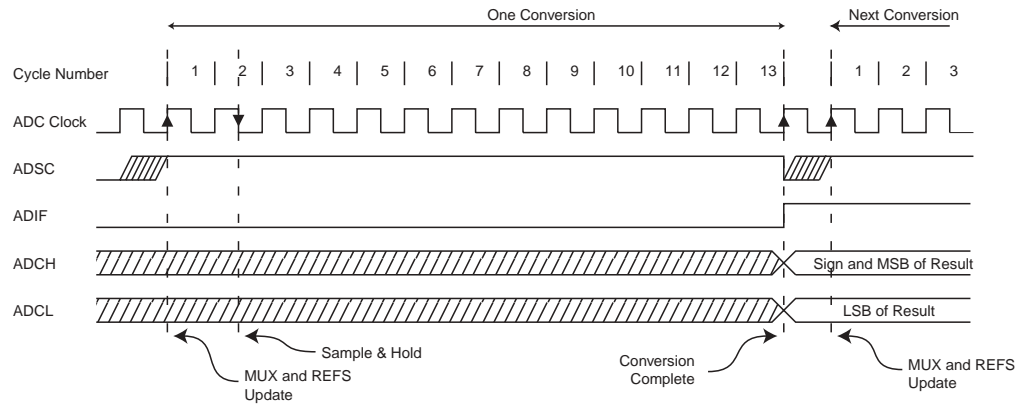 One Conversion
Next Conversion
Cycle Number
1 2 3 4 5 6 7 8 9 10 11 12 13 1 2 3
ADC Clock
ADSC
ADIF
ADCH
Sign and MSB of Result
ADCL
LSB of Result
Sample & Hold
MUX and REFS
Update
Conversion
Complete
MUX and REFS
Update